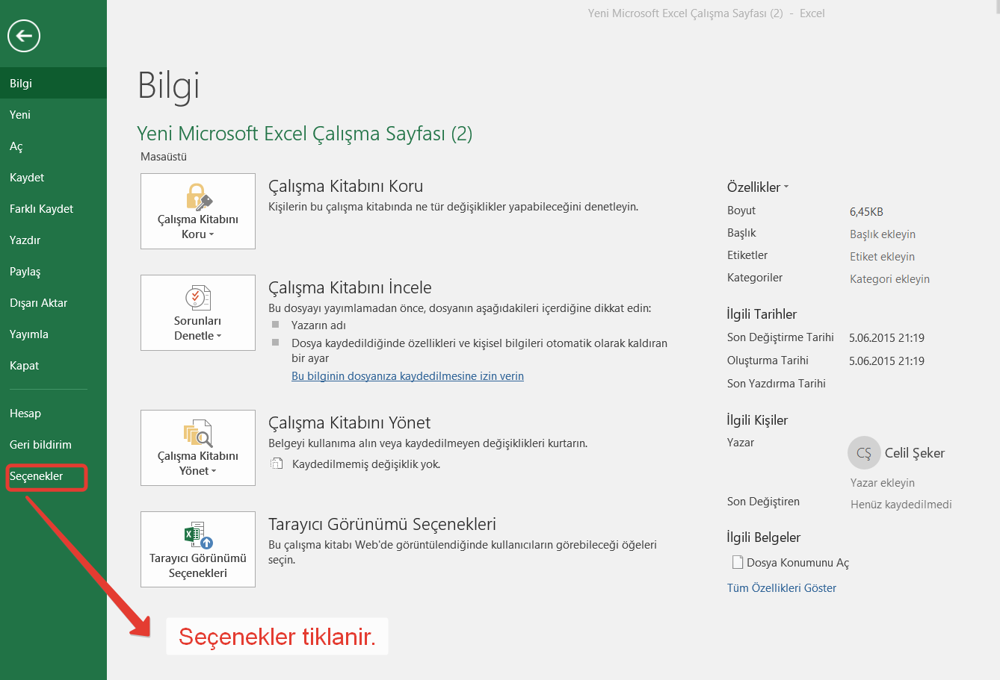 Yeni Microsoft Excel Çalışma Sayfası (2) - Excel
Bilgi
Yeni
Aç
Kaydet
Farklı Kaydet
Yazdır
Paylaş
Dışarı Aktar
Yayımla
Kapat
Hesap
Geri bildirim
Seçenekler
Bilgi
Yeni Microsoft Excel Çalışma Sayfası (2)
Masaüstü
Çalışma Kitabını
Koru
Çalışma Kitabını Koru
Kişilerin bu çalışma kitabında ne tür değişiklikler yapabileceğini denetleyin.
Sorunları
Denetle
Çalışma Kitabını İncele
Bu dosyayı yayımlamadan önce, dosyanın aşağıdakileri içerdiğine dikkat edin:
Yazarın adı
Dosya kaydedildiğinde özellikleri ve kişisel bilgileri otomatik olarak kaldıran
bir ayar
Bu bilginin dosyanıza kaydedilmesine izin verin
Çalışma Kitabını
Yönet
Çalışma Kitabını Yönet
Belgeyi kullanıma alın veya kaydedilmeyen değişiklikleri kurtarın.
Kaydedilmemiş değişiklik yok.
Tarayıcı Görünümü
Seçenekleri
Tarayıcı Görünümü Seçenekleri
Bu çalışma kitabı Web'de görüntülendiğinde kullanıcıların görebileceği öğeleri
seçin.
Seçenekler tiklanir.
Özellikler
Boyut 6,45KB
Başlık Başlık ekleyin
Etiketler Etiket ekleyin
Kategoriler Kategori ekleyin
İlgili Tarihler
Son Değiştirme Tarihi 5.06.2015 21:19
Oluşturma Tarihi 5.06.2015 21:19
Son Yazdırma Tarihi
İlgili Kişiler
Yazar
CŞ Celil Şeker
Yazar ekleyin
Son Değiştiren Henüz kaydedilmedi
İlgili Belgeler
Dosya Konumunu Aç
Tüm Özellikleri Göster